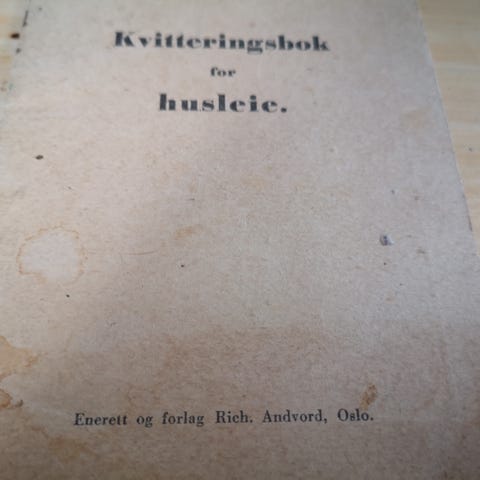 Kvitteringsbok
for
husleie.
Enerett og forlag Rich. Andvord, Oslo.